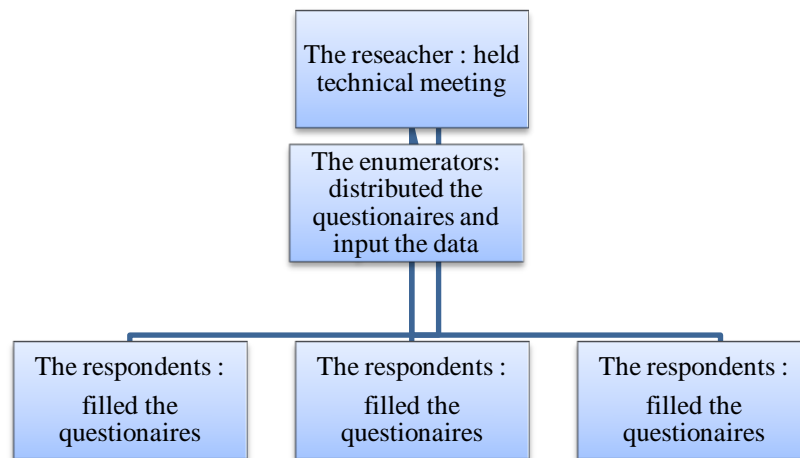 The reseacher : held
technical meeting
The enumerators:
distributed the
questionaires and
input the data
The respondents :
filled the
questionaires
The respondents :
filled the
questionaires
The respondents :
filled the
questionaires